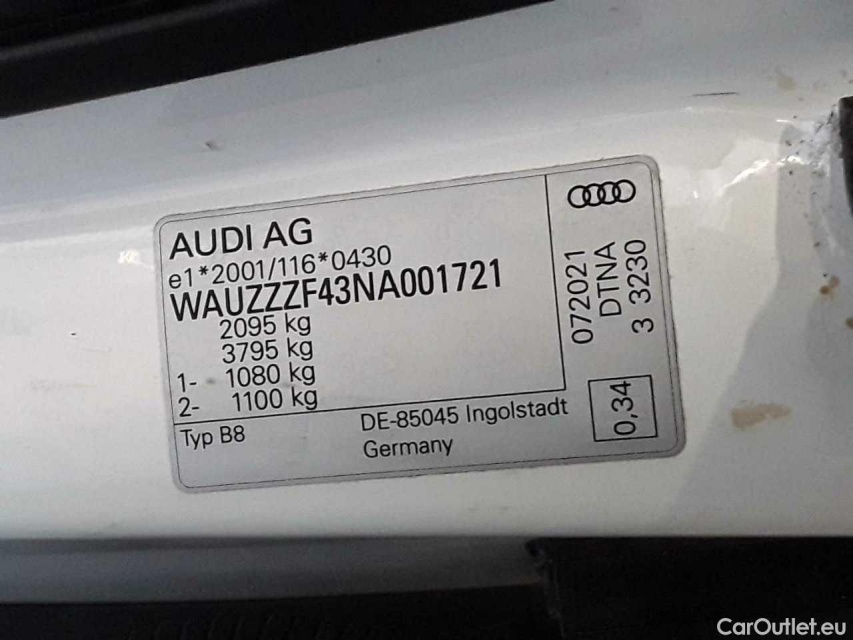 AUDI AG
e1*2001/116*0430
WAUZZZF43NA001721
2095 kg
3795 kg
1- 1080 kg
2- 1100 kg
Typ B8
DE-85045 Ingolstadt
Germany
072021
DTNA
3 3230
0,34
CarOutlet.eu